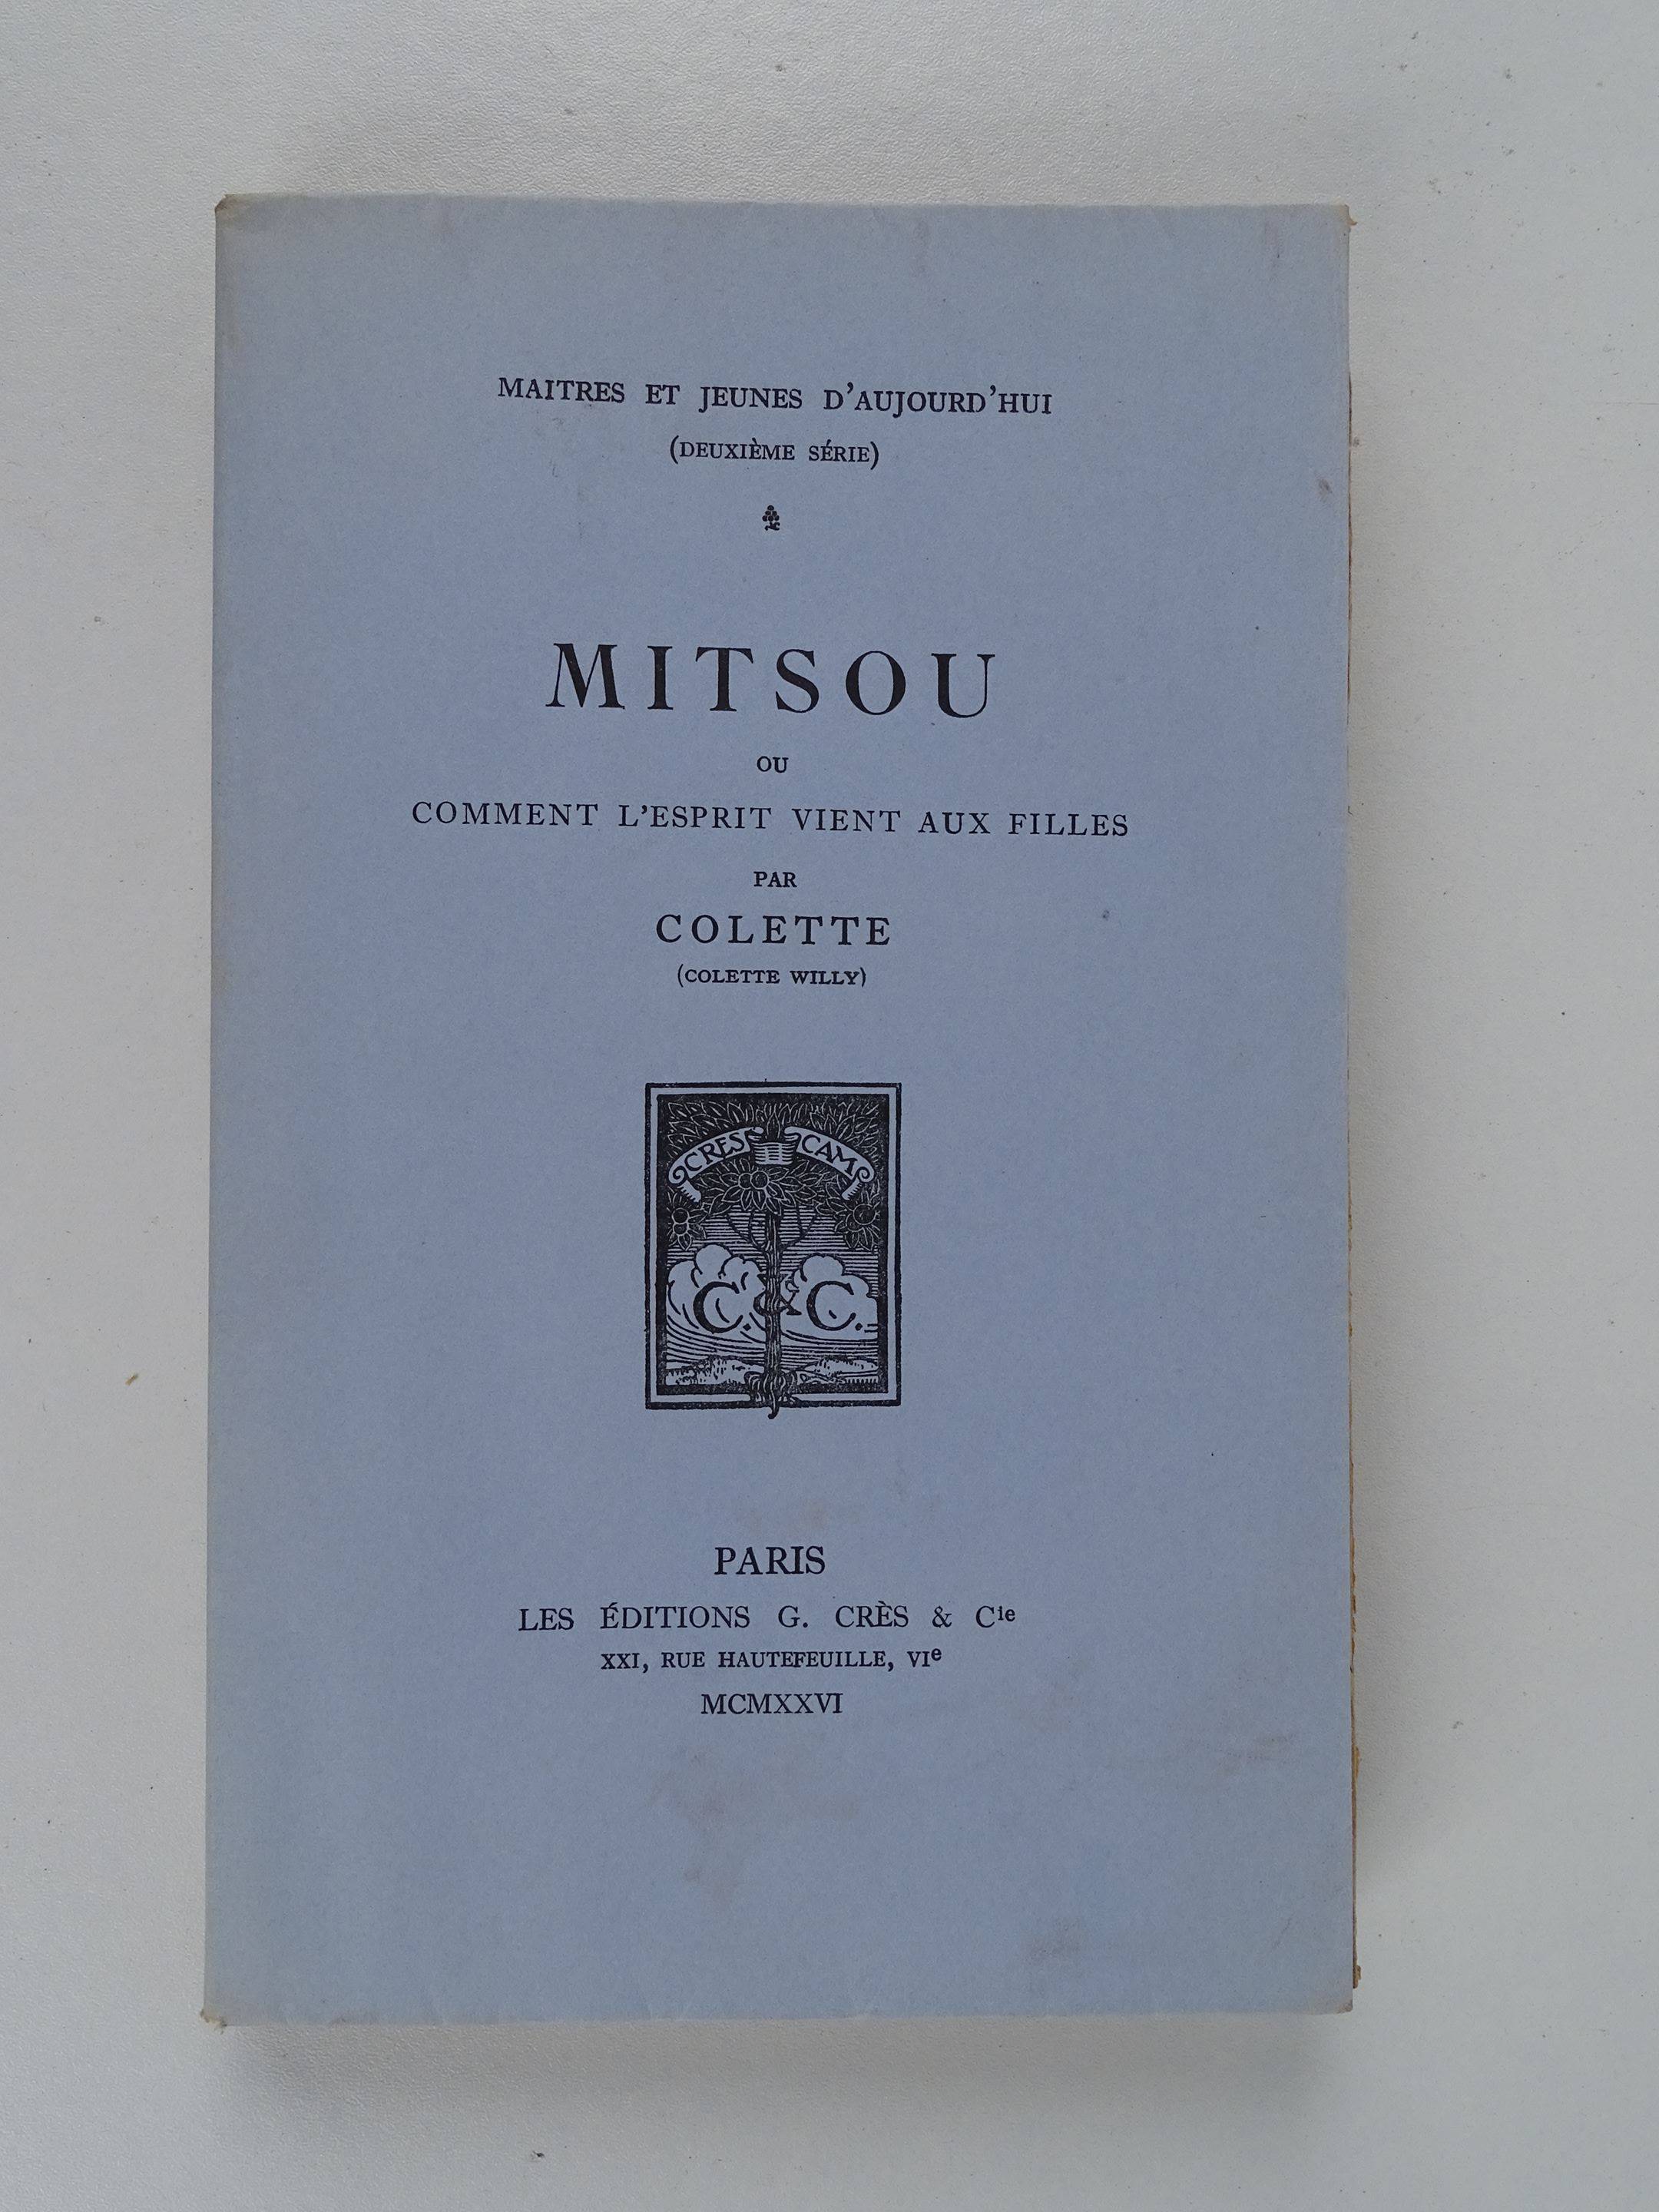 MAITRES ET JEUNES D'AUJOURD'HUI
(DEUXIÈME SÉRIE)
MITSOU
OU
COMMENT L'ESPRIT VIENT AUX FILLES
PAR
COLETTE
(COLETTE WILLY)
CRES CAM
C. & C.
PARIS
LES ÉDITIONS G. CRÈS & Cie
XXI, RUE HAUTEFEUILLE, VIe
MCMXXVI